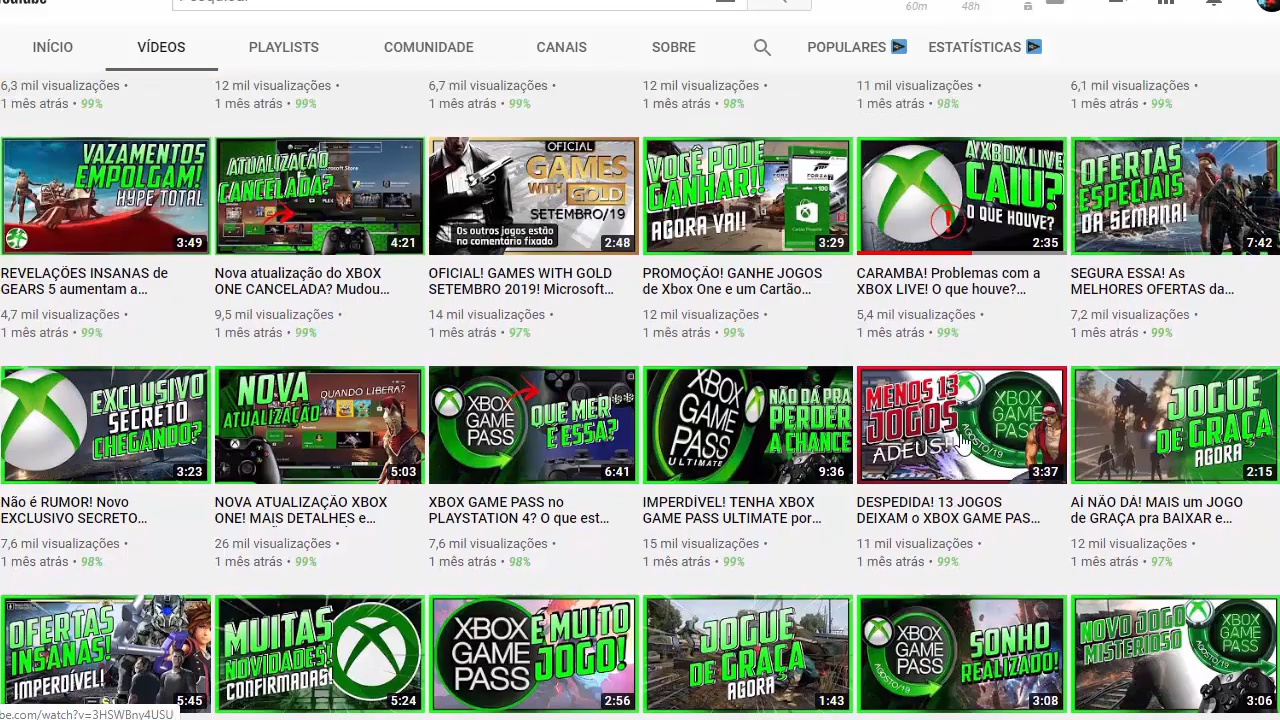 60m
48h
INÍCIO
VÍDEOS
PLAYLISTS
COMUNIDADE
CANAIS
SOBRE
POPULARES
ESTATÍSTICAS
6,3 mil visualizações •
1 mês atrás • 99%
12 mil visualizações •
1 mês atrás • 99%
6,7 mil visualizações •
1 mês atrás • 99%
12 mil visualizações •
1 mês atrás • 98%
11 mil visualizações •
1 mês atrás • 98%
6,1 mil visualizações •
1 mês atrás • 99%
VAZAMENTOS
EMPOLGAM!
HYPE TOTAL
3:49
ATUALIZAÇÃO
CANCELADA?
4:21
OFICIAL
GAMES
WITH GOLD
SETEMBRO/19
Os outros jogos estão
no comentário fixado
2:48
VOCÊ PODE
GANHAR!!
AGORA VAI!
3:29
A XBOX LIVE
CAIU?
O QUE HOUVE?
2:35
OFERTAS
ESPECIAIS
DA SEMANA!
7:42
REVELAÇÕES INSANAS de
GEARS 5 aumentam a...
4,7 mil visualizações •
1 mês atrás • 99%
Nova atualização do XBOX
ONE CANCELADA? Mudou...
9,5 mil visualizações •
1 mês atrás • 99%
OFICIAL! GAMES WITH GOLD
SETEMBRO 2019! Microsoft...
14 mil visualizações •
1 mês atrás • 97%
PROMOÇÃO! GANHE JOGOS
de Xbox One e um Cartão...
12 mil visualizações •
1 mês atrás • 99%
CARAMBA! Problemas com a
XBOX LIVE! O que houve?...
5,4 mil visualizações •
1 mês atrás • 99%
SEGURA ESSA! As
MELHORES OFERTAS da...
7,2 mil visualizações •
1 mês atrás • 99%
EXCLUSIVO
SECRETO
CHEGANDO?
3:23
NOVA
ATUALIZAÇÃO
QUANDO LIBERA?
5:03
XBOX
GAME
PASS
QUE MER
É ESSA?
6:41
XBOX
GAME
PASS
ULTIMATE
NÃO DÁ PRA
PERDER
A CHANCE
9:36
MENOS 13
JOGOS
ADEUS!
XBOX
GAME
PASS
AGOSTO/19
3:37
JOGUE
DE GRAÇA
AGORA
2:15
Não é RUMOR! Novo
EXCLUSIVO SECRETO...
7,6 mil visualizações •
1 mês atrás • 98%
NOVA ATUALIZAÇÃO XBOX
ONE! MAIS DETALHES e...
26 mil visualizações •
1 mês atrás • 99%
XBOX GAME PASS no
PLAYSTATION 4? O que est...
7,6 mil visualizações •
1 mês atrás • 98%
IMPERDÍVEL! TENHA XBOX
GAME PASS ULTIMATE por...
15 mil visualizações •
1 mês atrás • 99%
DESPEDIDA! 13 JOGOS
DEIXAM o XBOX GAME PAS...
11 mil visualizações •
1 mês atrás • 99%
AÍ NÃO DÁ! MAIS um JOGO
de GRAÇA pra BAIXAR e...
12 mil visualizações •
1 mês atrás • 97%
OFERTAS
INSANAS!
IMPERDÍVEL!
5:45
MUITAS
NOVIDADES!
CONFIRMADAS!
5:24
XBOX
GAME
PASS
É MUITO
JOGO!
2:56
JOGUE
DE GRAÇA
AGORA
1:43
XBOX
GAME
PASS
AGOSTO/19
SONHO
REALIZADO!
3:08
NOVO JOGO
MISTERIOSO
XBOX
GAME
PASS
AGOSTO/19
3:06
be.com/watch?v=3HSWBny4USU